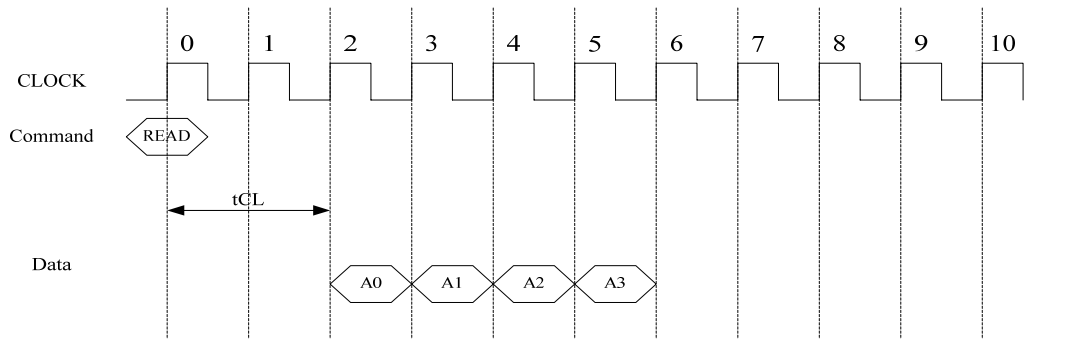 0 1 2 3 4 5 6 7 8 9 10
CLOCK
Command READ
tCL
Data A0 A1 A2 A3